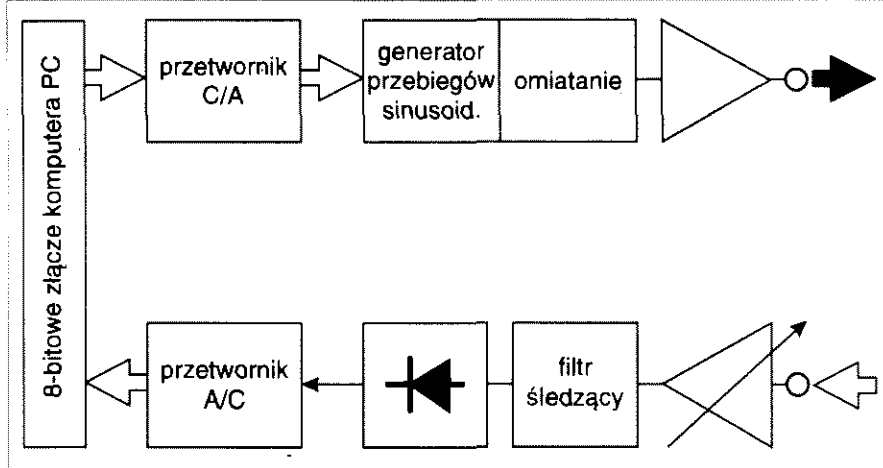 8-bitowe złącze komputera PC
przetwornik
C/A
generator
przebiegów
sinusoid.
omiatanie
przetwornik
A/C
filtr
śledzący